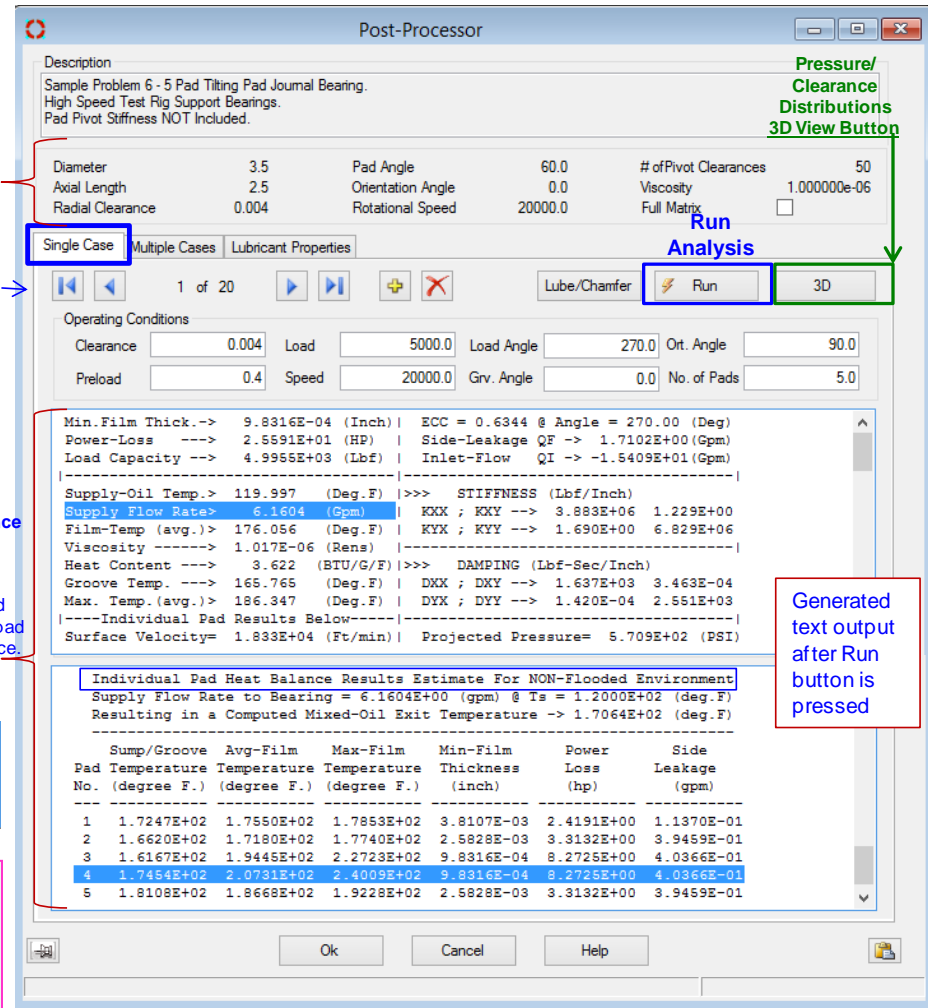 Post-Processor
Description
Sample Problem 6 - 5 Pad Tilting Pad Journal Bearing.
High Speed Test Rig Support Bearings.
Pad Pivot Stiffness NOT Included.
Pressure/
Clearance
Distributions
3D View Button
Diameter 3.5 Pad Angle 60.0 # ofPivot Clearances 50
Axial Length 2.5 Orientation Angle 0.0 Viscosity 1.000000e-06
Radial Clearance 0.004 Rotational Speed 20000.0 Full Matrix
Run
Analysis
Single Case Multiple Cases Lubricant Properties
1 of 20 Lube/Chamfer Run 3D
Operating Conditions
Clearance 0.004 Load 5000.0 Load Angle 270.0 Ort. Angle 90.0
Preload 0.4 Speed 20000.0 Grv. Angle 0.0 No. of Pads 5.0
Min.Film Thick.-> 9.8316E-04 (Inch)| ECC = 0.6344 @ Angle = 270.00 (Deg)
Power-Loss ---> 2.5591E+01 (HP) | Side-Leakage QF -> 1.7102E+00(Gpm)
Load Capacity --> 4.9955E+03 (Lbf) | Inlet-Flow QI -> -1.5409E+01(Gpm)
|-----------------------------------|-----------------------------------|
Supply-Oil Temp.> 119.997 (Deg.F) |>>> STIFFNESS (Lbf/Inch)
Supply Flow Rate> 6.1604 (Gpm) | KXX ; KXY --> 3.883E+06 1.229E+00
Film-Temp (avg.)> 176.056 (Deg.F) | KYX ; KYY --> 1.690E+00 6.829E+06
Viscosity ------> 1.017E-06 (Rens) |-----------------------------------|
Heat Content ---> 3.622 (BTU/G/F)|>>> DAMPING (Lbf-Sec/Inch)
Groove Temp. ---> 165.765 (Deg.F) | DXX ; DXY --> 1.637E+03 3.463E-04
Max. Temp.(avg.)> 186.347 (Deg.F) | DYX ; DYY --> 1.420E-04 2.551E+03
|----Individual Pad Results Below-----|-----------------------------------|
Surface Velocity= 1.833E+04 (Ft/min)| Projected Pressure= 5.709E+02 (PSI)
Generated
text output
after Run
button is
pressed
Individual Pad Heat Balance Results Estimate For NON-Flooded Environment
Supply Flow Rate to Bearing = 6.1604E+00 (gpm) @ Ts = 1.2000E+02 (deg.F)
Resulting in a Computed Mixed-Oil Exit Temperature -> 1.7064E+02 (deg.F)
-----------------------------------------------------------------------
Sump/Groove Avg-Film Max-Film Min-Film Power Side
Pad Temperature Temperature Temperature Thickness Loss Leakage
No. (degree F.) (degree F.) (degree F.) (inch) (hp) (gpm)
--- ----------- ----------- ----------- ---------- ---------- ----------
1 1.7247E+02 1.7550E+02 1.7853E+02 3.8107E-03 2.4191E+00 1.1370E-01
2 1.6620E+02 1.7180E+02 1.7740E+02 2.5828E-03 3.3132E+00 3.9459E-01
3 1.6167E+02 1.9445E+02 2.2723E+02 9.8316E-04 8.2725E+00 4.0366E-01
4 1.7454E+02 2.0731E+02 2.4009E+02 9.8316E-04 8.2725E+00 4.0366E-01
5 1.8108E+02 1.8668E+02 1.9228E+02 2.5828E-03 3.3132E+00 3.9459E-01
Ok Cancel Help